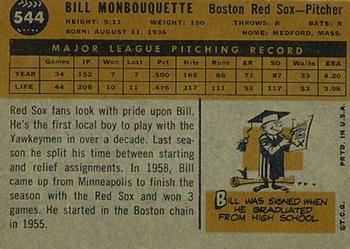 544
BILL MONBOUQUETTE Boston Red Sox—Pitcher
HEIGHT: 5:11 WEIGHT: 190 THROWS: R BATS: R
BORN: AUGUST 11, 1936 HOME: MEDFORD, MASS.
MAJOR LEAGUE PITCHING RECORD
Games IP Won Lost Pct. Hits Runs SO ER BB ERA
YEAR 34 152 7 7 .500 165 86 87 71 33 4.21
LIFE 44 206 10 11 .476 227 112 117 91 53 3.98
Red Sox fans look with pride upon Bill.
He's the first local boy to play with the
Yawkeymen in over a decade. Last sea-
son he split his time between starting
and relief assignments. In 1958, Bill
came up from Minneapolis to finish the
season with the Red Sox and won 3
games. He started in the Boston chain
in 1955.
BILL WAS SIGNED WHEN
HE GRADUATED
FROM HIGH SCHOOL
©T.C.G. PRTD. IN U.S.A.